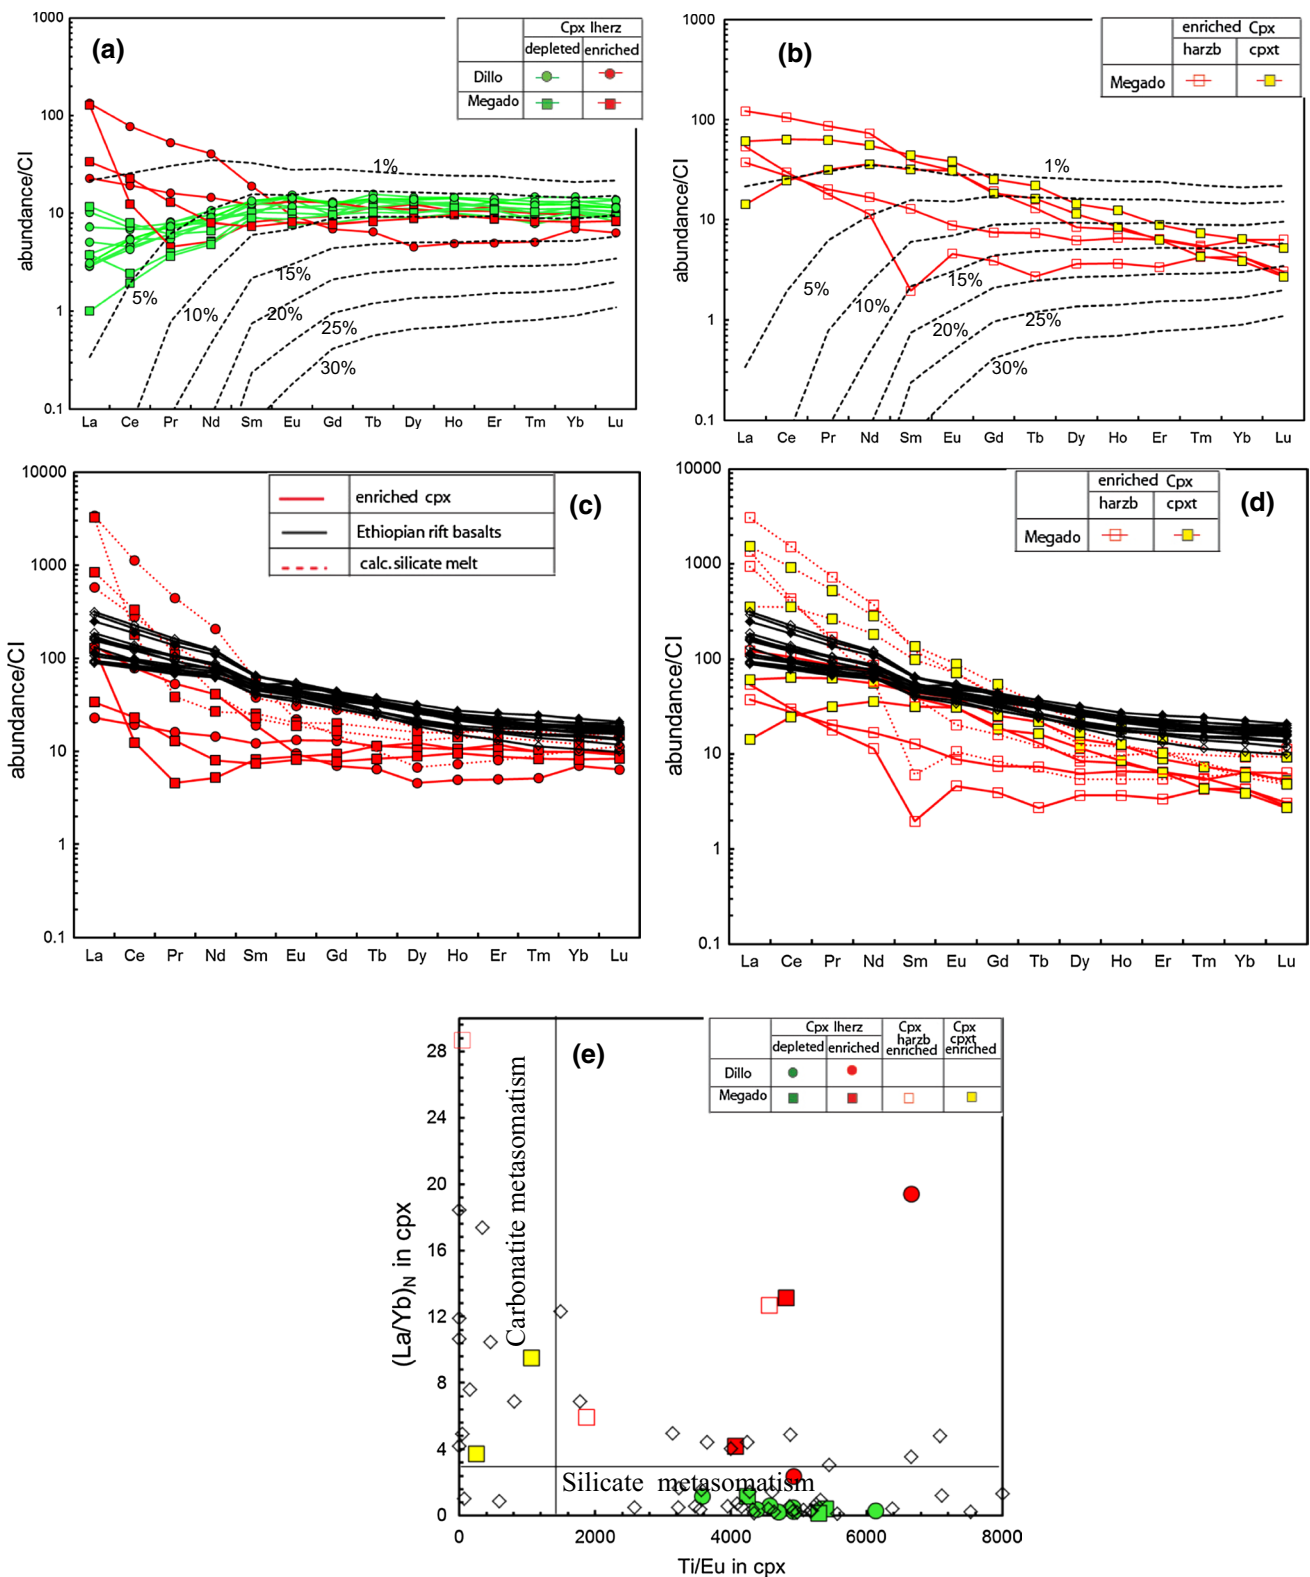 (a)
Cpx lherz
depleted enriched
Dillo
Megado
abundance/CI
1000
100
10
1
0.1
1%
5%
10%
15%
20%
25%
30%
La Ce Pr Nd Sm Eu Gd Tb Dy Ho Er Tm Yb Lu
(b)
enriched Cpx
harzb cpxt
Megado
abundance/CI
1000
100
10
1
0.1
1%
5%
10%
15%
20%
25%
30%
La Ce Pr Nd Sm Eu Gd Tb Dy Ho Er Tm Yb Lu
(c)
enriched cpx
Ethiopian rift basalts
calc.silicate melt
abundance/CI
10000
1000
100
10
1
0.1
La Ce Pr Nd Sm Eu Gd Tb Dy Ho Er Tm Yb Lu
(d)
enriched Cpx
harzb cpxt
Megado
abundance/CI
10000
1000
100
10
1
0.1
La Ce Pr Nd Sm Eu Gd Tb Dy Ho Er Tm Yb Lu
(e)
Cpx lherz Cpx harzb enriched Cpx cpxt enriched
depleted enriched
Dillo
Megado
(La/Yb)N in cpx
28
24
20
16
12
8
4
0
Carbonatite metasomatism
Silicate metasomatism
0 2000 4000 6000 8000
Ti/Eu in cpx